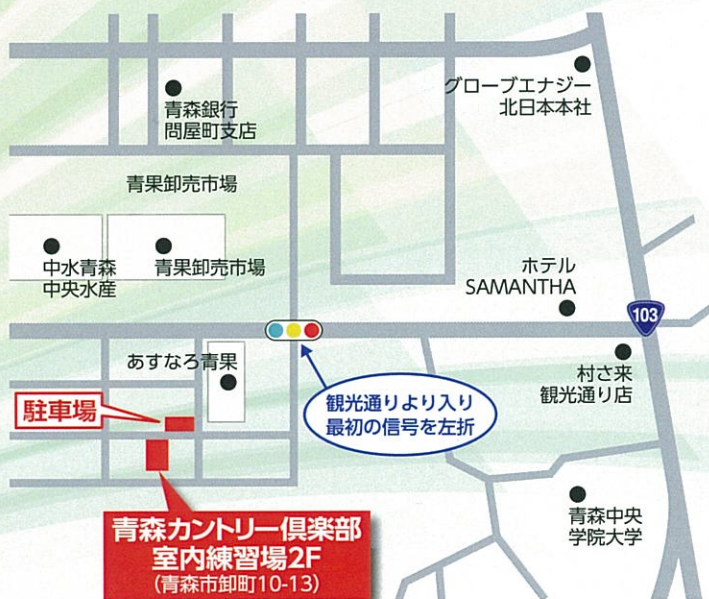 グローブエナジー
北日本本社
青森銀行
問屋町支店
青果卸売市場
中水青森
中央水産
青果卸売市場
ホテル
SAMANTHA
103
あすなろ青果
村さ来
観光通り店
駐車場
観光通りより入り
最初の信号を左折
青森中央
学院大学
青森カントリー倶楽部
室内練習場2F
(青森市卸町10-13)